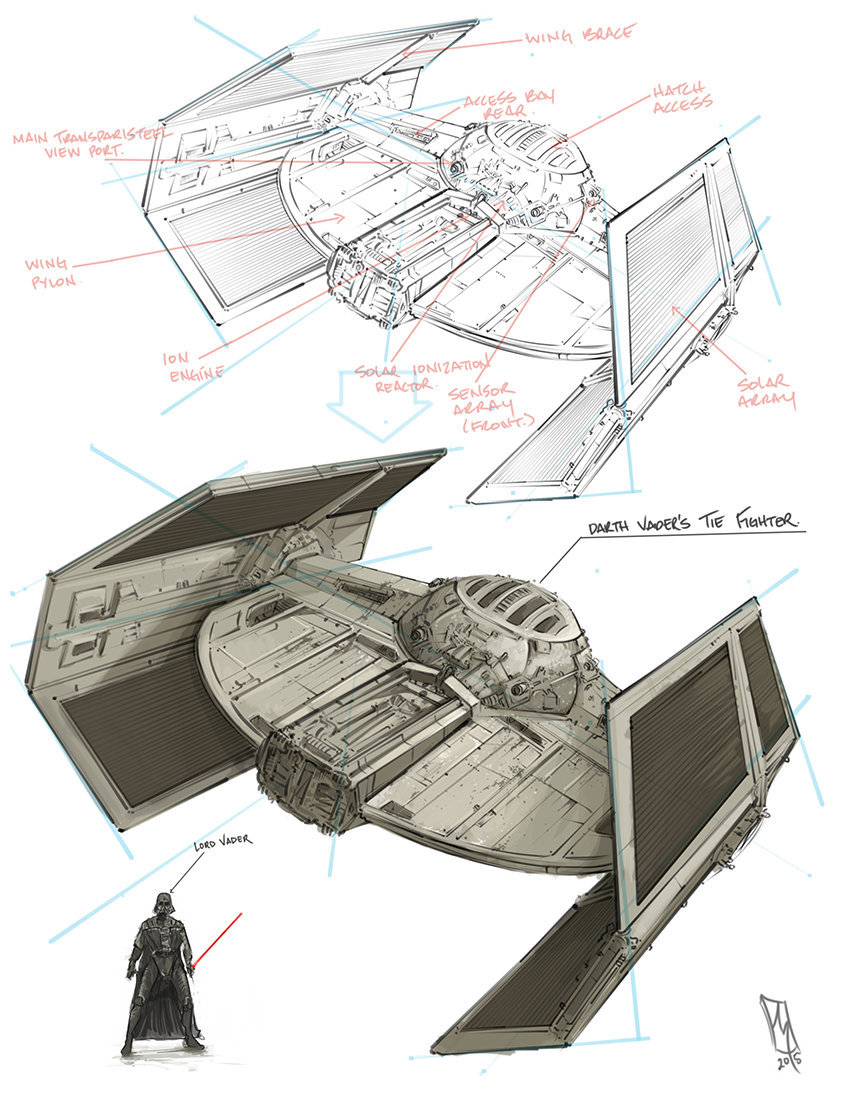 WING BRACE
ACCESS BAY
REAR.
HATCH
ACCESS
MAIN TRANSPARISTEEL
VIEW PORT.
WING
PYLON.
ION
ENGINE
SOLAR IONIZATION
REACTOR.
SENSOR
ARRAY
(FRONT.)
SOLAR
ARRAY
DARTH VADER'S TIE FIGHTER.
LORD VADER
2015